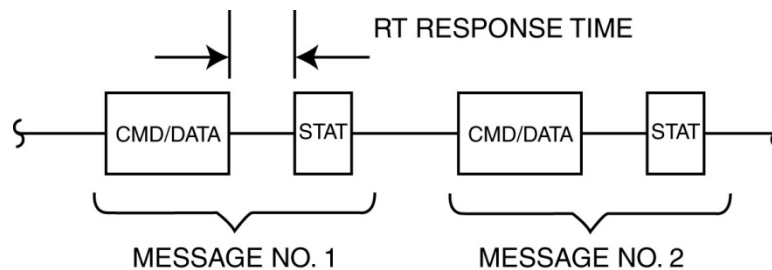 RT RESPONSE TIME
CMD/DATA STAT CMD/DATA STAT
MESSAGE NO. 1 MESSAGE NO. 2